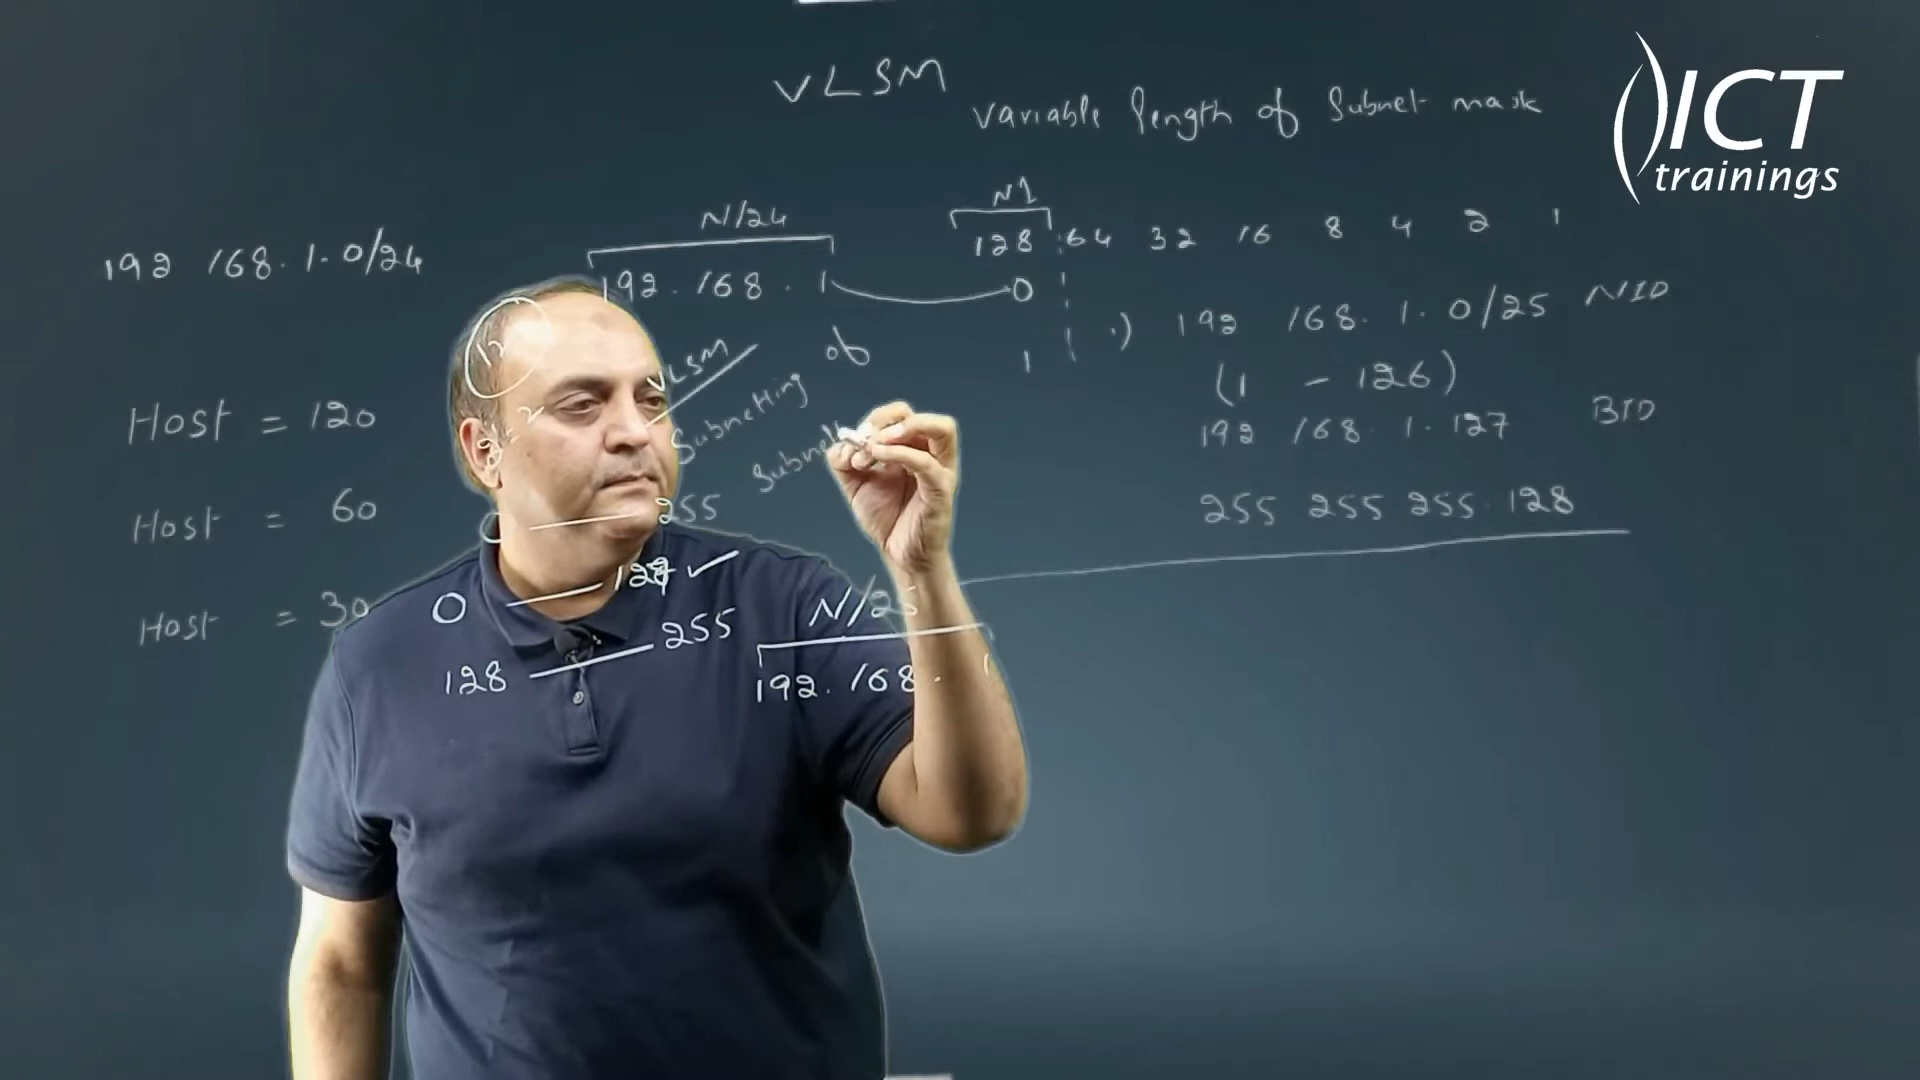 VLSM
variable length of Subnet mask
ICT
trainings
192 168. 1. 0/24
N/24
192. 168. 1
N1
128 64 32 16 8 4 2 1
0
1
1) 192 168. 1. 0/25 NID
(1 - 126)
192 168 1. 127 BID
255 255 255. 128
VLSM
Subnetting of
Subnet
Host = 120
Host = 60
Host = 30
255
0 127 ✓
128 255
N/25
192. 168. 1